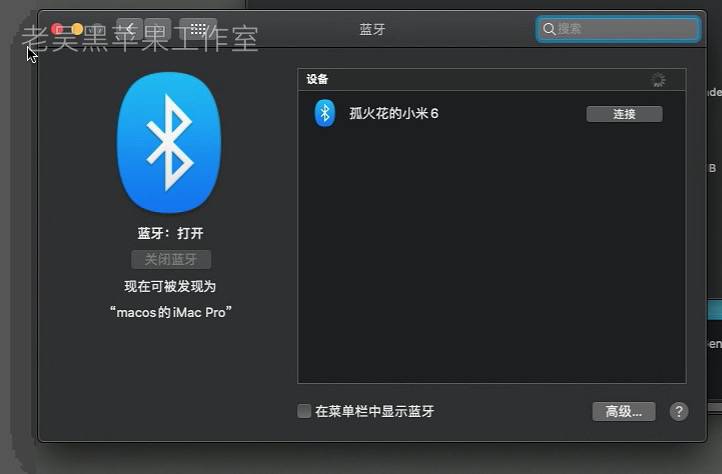 老吴黑苹果工作室
蓝牙
搜索
设备
孤火花的小米6
连接
蓝牙：打开
关闭蓝牙
现在可被发现为
“macos的iMac Pro”
在菜单栏中显示蓝牙
高级...
?
B